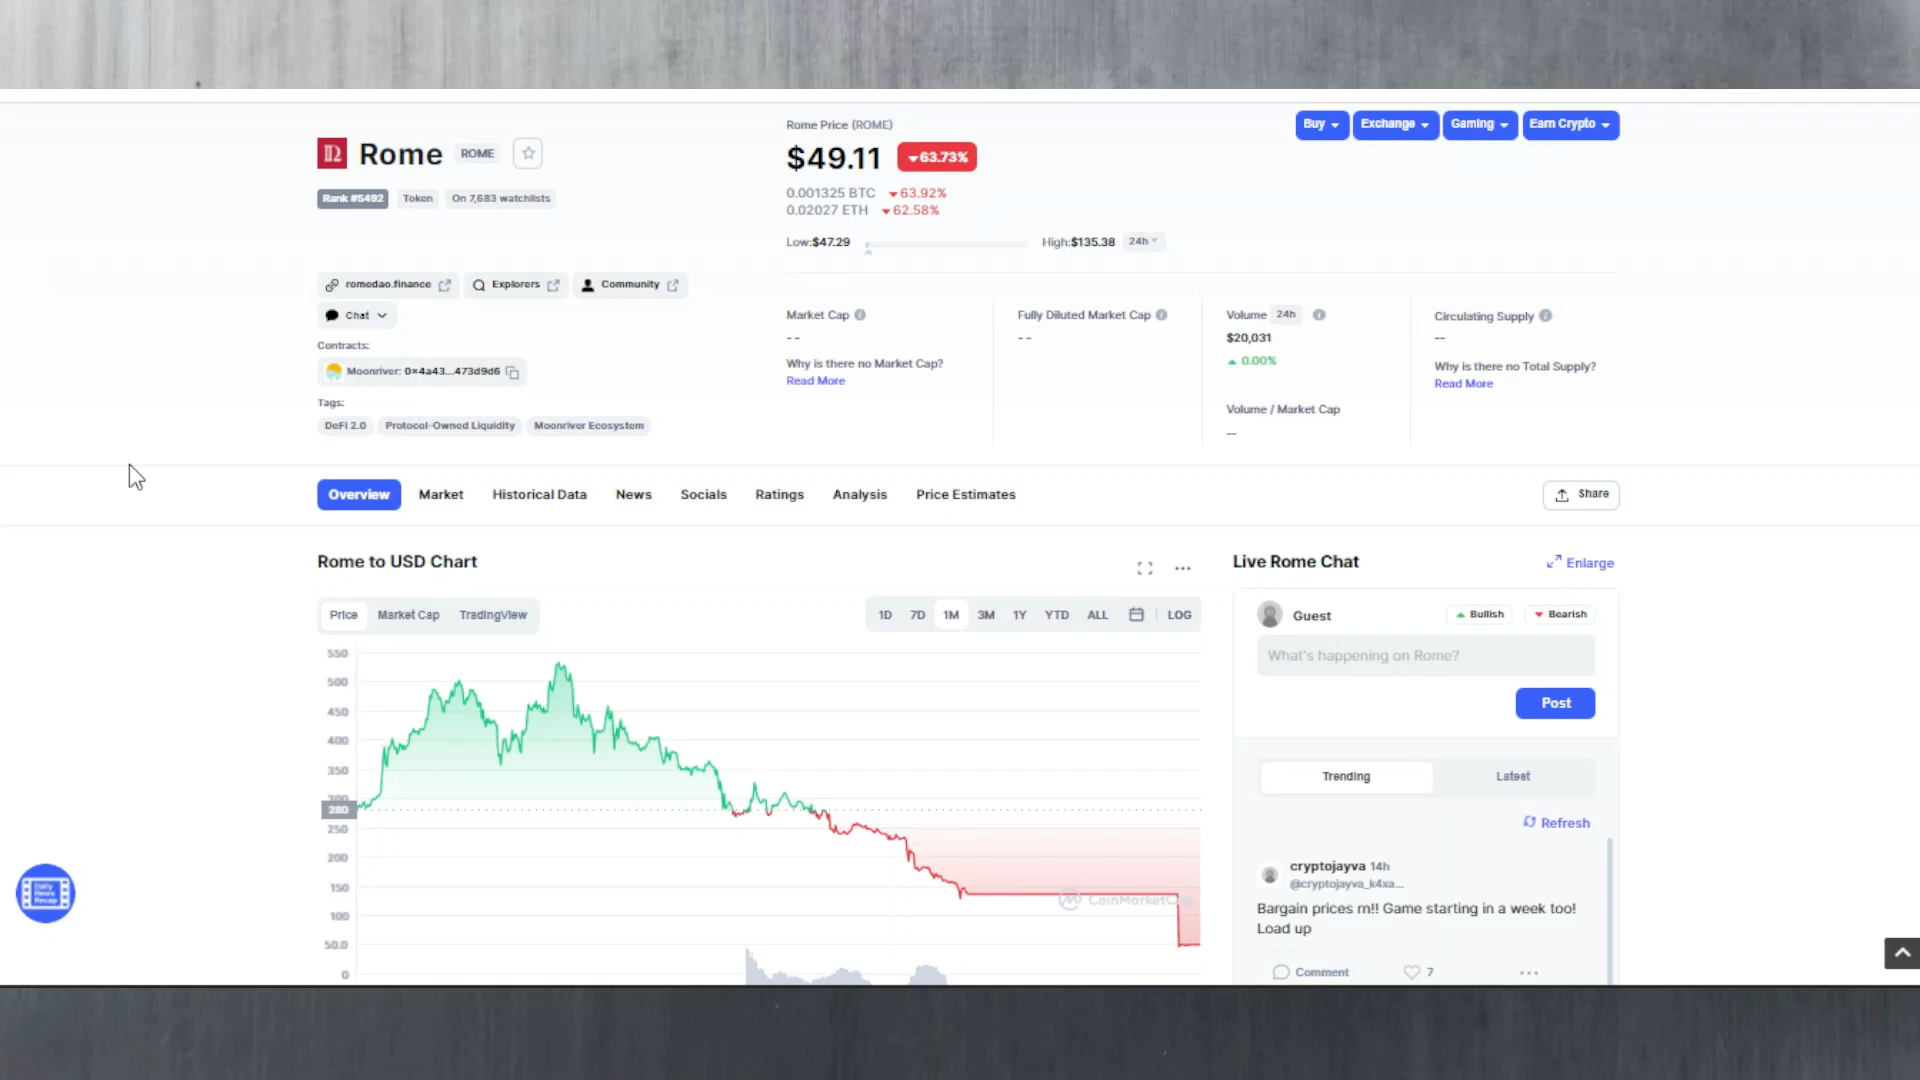 Rome ROME
Rank #5492 Token On 7,683 watchlists
romedao.finance Explorers Community
Chat
Contracts:
Moonriver: 0x4a43...473d9d6
Tags:
DeFi 2.0 Protocol-Owned Liquidity Moonriver Ecosystem
Rome Price (ROME)
$49.11 63.73%
0.001325 BTC 63.92%
0.02027 ETH 62.58%
Low:$47.29 High:$135.38 24h
Buy Exchange Gaming Earn Crypto
Market Cap
- -
Why is there no Market Cap?
Read More
Fully Diluted Market Cap
- -
Volume 24h
$20,031
0.00%
Volume / Market Cap
--
Circulating Supply
--
Why is there no Total Supply?
Read More
Overview Market Historical Data News Socials Ratings Analysis Price Estimates
Share
Rome to USD Chart
Price Market Cap TradingView
1D 7D 1M 3M 1Y YTD ALL LOG
550
500
450
400
350
300
280
250
200
150
100
50.0
0
CoinMarketCap
Live Rome Chat Enlarge
Guest Bullish Bearish
What's happening on Rome?
Post
Trending Latest
Refresh
cryptojayva 14h
@cryptojayva_k4xa...
Bargain prices rn!! Game starting in a week too!
Load up
Comment 7
Daily
News
Recap